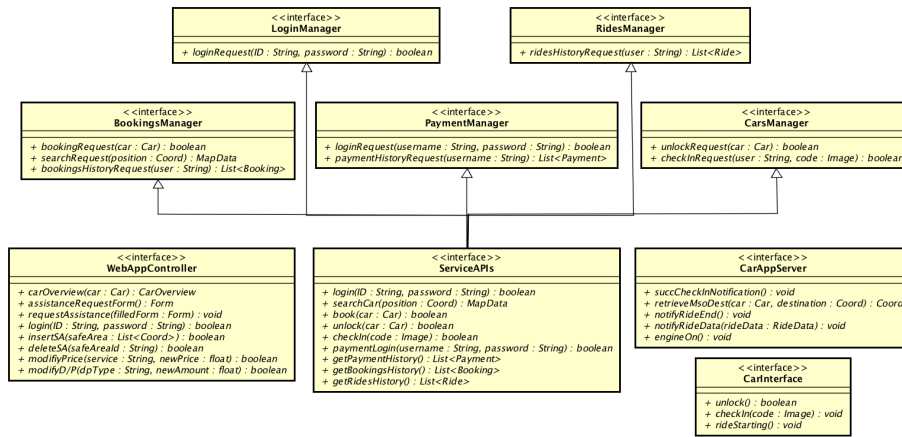 <<interface>>
LoginManager
+ loginRequest(ID : String, password : String) : boolean
<<interface>>
RidesManager
+ ridesHistoryRequest(user : String) : List<Ride>
<<interface>>
BookingsManager
+ bookingRequest(car : Car) : boolean
+ searchRequest(position : Coord) : MapData
+ bookingsHistoryRequest(user : String) : List<Booking>
<<interface>>
PaymentManager
+ loginRequest(username : String, password : String) : boolean
+ paymentHistoryRequest(username : String) : List<Payment>
<<interface>>
CarsManager
+ unlockRequest(car : Car) : boolean
+ checkInRequest(user : String, code : Image) : boolean
<<interface>>
WebAppController
+ carOverview(car : Car) : CarOverview
+ assistanceRequestForm() : Form
+ requestAssistance(filledForm : Form) : void
+ login(ID : String, password : String) : boolean
+ insertSA(safeArea : List<Coord>) : boolean
+ deleteSA(safeAreaId : String) : boolean
+ modifiyPrice(service : String, newPrice : float) : boolean
+ modifyD/P(dpType : String, newAmount : float) : boolean
<<interface>>
ServiceAPIs
+ login(ID : String, password : String) : boolean
+ searchCar(position : Coord) : MapData
+ book(car : Car) : boolean
+ unlock(car : Car) : boolean
+ checkIn(code : Image) : boolean
+ paymentLogin(username : String, password : String) : boolean
+ getPaymentHistory() : List<Payment>
+ getBookingsHistory() : List<Booking>
+ getRidesHistory() : List<Ride>
<<interface>>
CarAppServer
+ succCheckInNotification() : void
+ retrieveMsoDest(car : Car, destination : Coord) : Coord
+ notifyRideEnd() : void
+ notifyRideData(rideData : RideData) : void
+ engineOn() : void
<<interface>>
CarInterface
+ unlock() : boolean
+ checkIn(code : Image) : void
+ rideStarting() : void